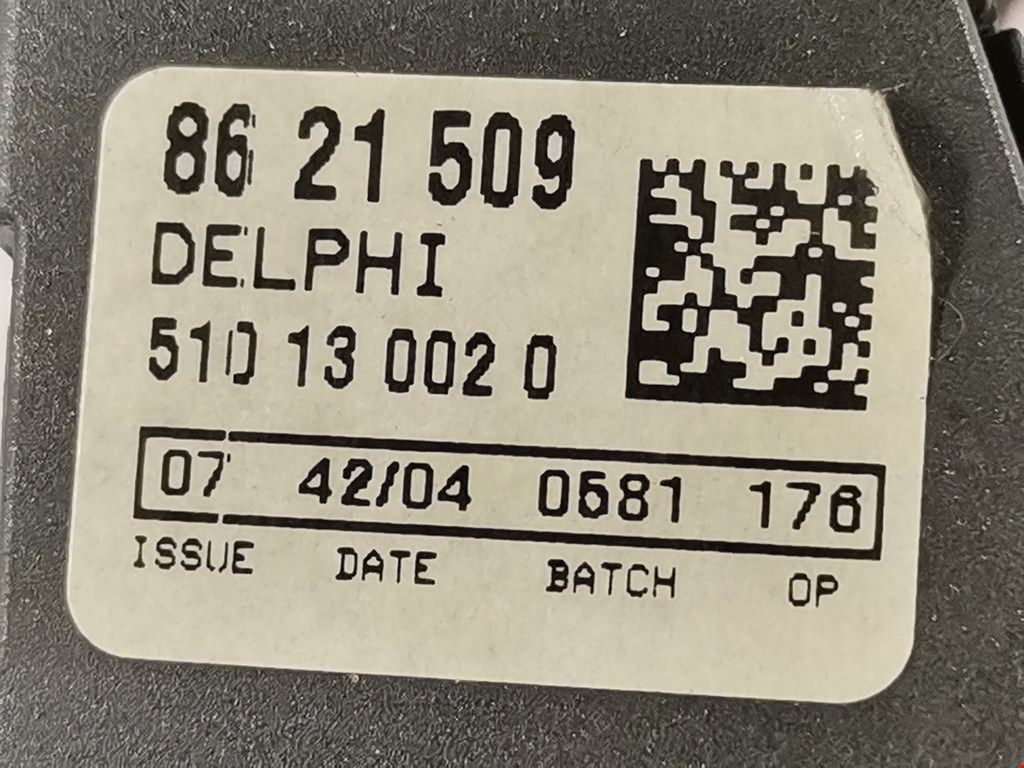 86 21 509
DELPHI
510 13 002 0
07 42/04 0681 176
ISSUE DATE BATCH OP